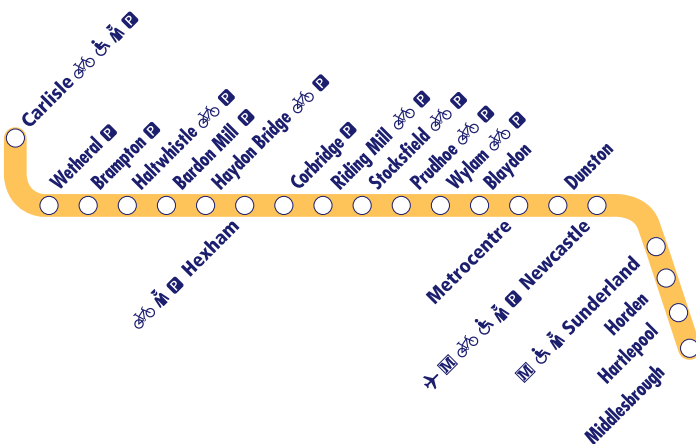 Carlisle P
Wetheral P
Brampton P
Haltwhistle P
Bardon Mill P
Haydon Bridge P
P Hexham
Corbridge P
Riding Mill P
Stocksfield P
Prudhoe P
Wylam P
Blaydon
Metrocentre
Dunston
M P Newcastle
M Sunderland
Horden
Hartlepool
Middlesbrough